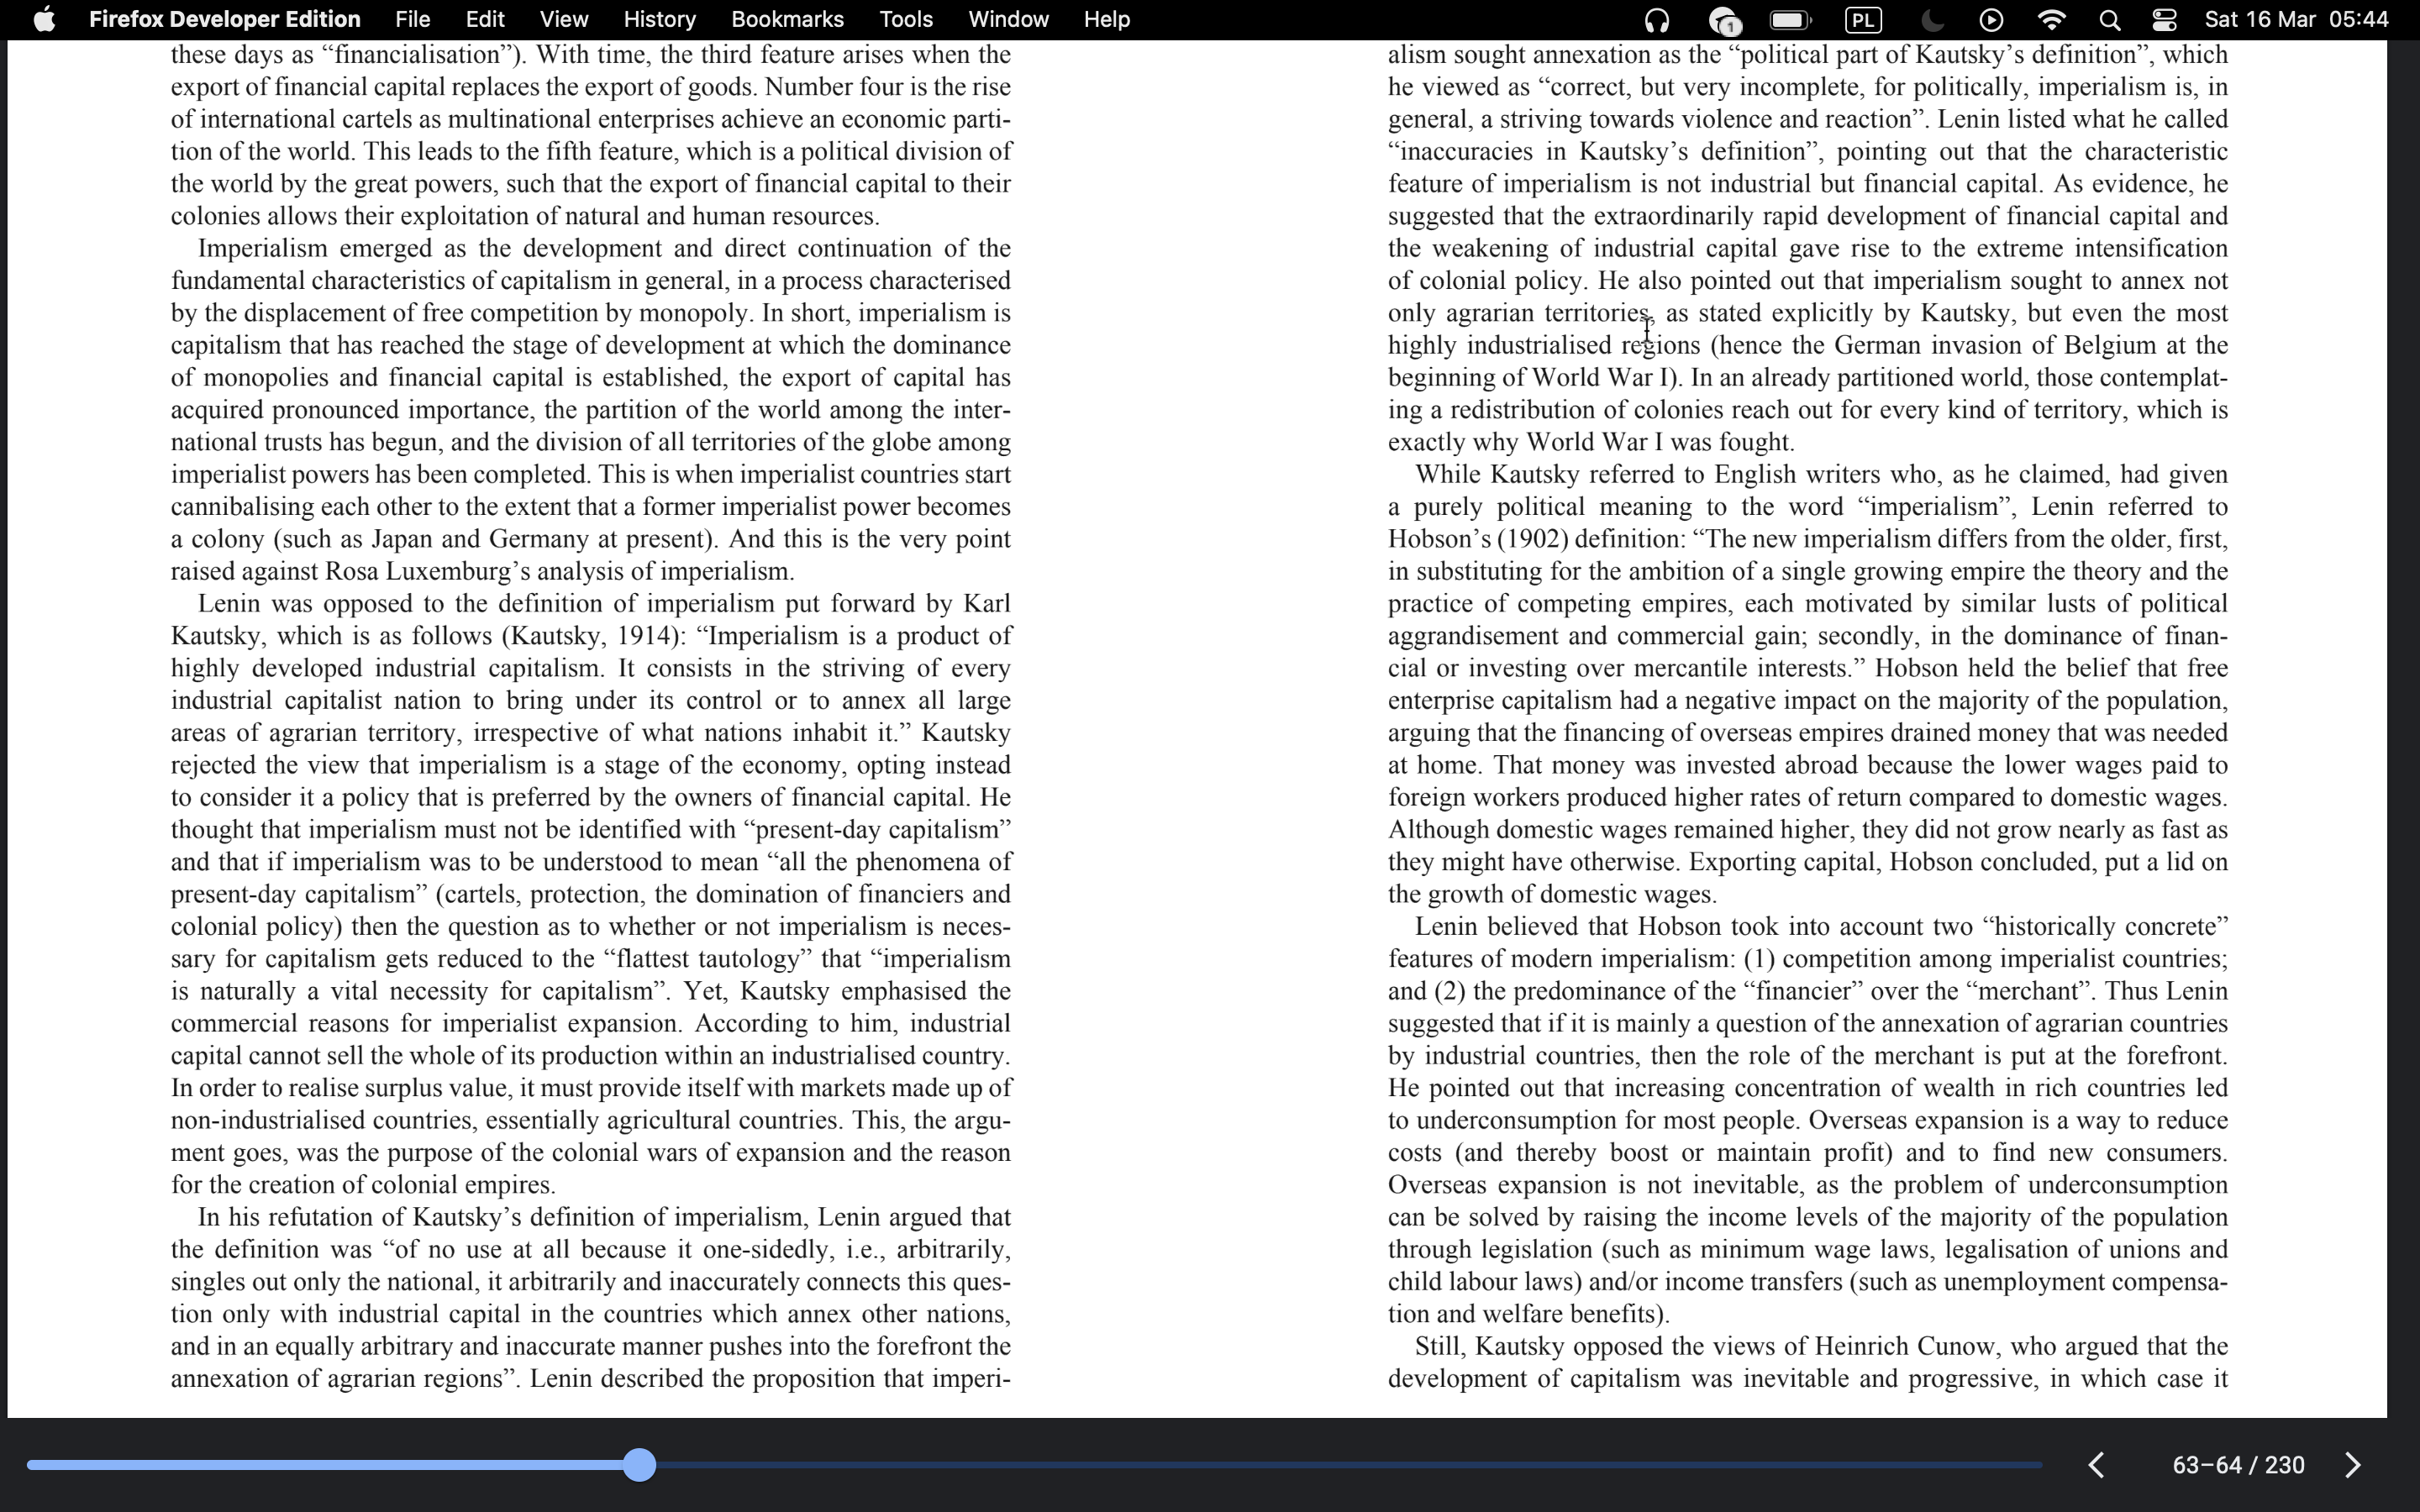 Firefox Developer Edition File Edit View History Bookmarks Tools Window Help 1 PL Sat 16 Mar 05:44
these days as “financialisation”). With time, the third feature arises when the
export of financial capital replaces the export of goods. Number four is the rise
of international cartels as multinational enterprises achieve an economic parti-
tion of the world. This leads to the fifth feature, which is a political division of
the world by the great powers, such that the export of financial capital to their
colonies allows their exploitation of natural and human resources.
Imperialism emerged as the development and direct continuation of the
fundamental characteristics of capitalism in general, in a process characterised
by the displacement of free competition by monopoly. In short, imperialism is
capitalism that has reached the stage of development at which the dominance
of monopolies and financial capital is established, the export of capital has
acquired pronounced importance, the partition of the world among the inter-
national trusts has begun, and the division of all territories of the globe among
imperialist powers has been completed. This is when imperialist countries start
cannibalising each other to the extent that a former imperialist power becomes
a colony (such as Japan and Germany at present). And this is the very point
raised against Rosa Luxemburg’s analysis of imperialism.
Lenin was opposed to the definition of imperialism put forward by Karl
Kautsky, which is as follows (Kautsky, 1914): “Imperialism is a product of
highly developed industrial capitalism. It consists in the striving of every
industrial capitalist nation to bring under its control or to annex all large
areas of agrarian territory, irrespective of what nations inhabit it.” Kautsky
rejected the view that imperialism is a stage of the economy, opting instead
to consider it a policy that is preferred by the owners of financial capital. He
thought that imperialism must not be identified with “present-day capitalism”
and that if imperialism was to be understood to mean “all the phenomena of
present-day capitalism” (cartels, protection, the domination of financiers and
colonial policy) then the question as to whether or not imperialism is neces-
sary for capitalism gets reduced to the “flattest tautology” that “imperialism
is naturally a vital necessity for capitalism”. Yet, Kautsky emphasised the
commercial reasons for imperialist expansion. According to him, industrial
capital cannot sell the whole of its production within an industrialised country.
In order to realise surplus value, it must provide itself with markets made up of
non-industrialised countries, essentially agricultural countries. This, the argu-
ment goes, was the purpose of the colonial wars of expansion and the reason
for the creation of colonial empires.
In his refutation of Kautsky’s definition of imperialism, Lenin argued that
the definition was “of no use at all because it one-sidedly, i.e., arbitrarily,
singles out only the national, it arbitrarily and inaccurately connects this ques-
tion only with industrial capital in the countries which annex other nations,
and in an equally arbitrary and inaccurate manner pushes into the forefront the
annexation of agrarian regions”. Lenin described the proposition that imperi-
alism sought annexation as the “political part of Kautsky’s definition”, which
he viewed as “correct, but very incomplete, for politically, imperialism is, in
general, a striving towards violence and reaction”. Lenin listed what he called
“inaccuracies in Kautsky’s definition”, pointing out that the characteristic
feature of imperialism is not industrial but financial capital. As evidence, he
suggested that the extraordinarily rapid development of financial capital and
the weakening of industrial capital gave rise to the extreme intensification
of colonial policy. He also pointed out that imperialism sought to annex not
only agrarian territories, as stated explicitly by Kautsky, but even the most
highly industrialised regions (hence the German invasion of Belgium at the
beginning of World War I). In an already partitioned world, those contemplat-
ing a redistribution of colonies reach out for every kind of territory, which is
exactly why World War I was fought.
While Kautsky referred to English writers who, as he claimed, had given
a purely political meaning to the word “imperialism”, Lenin referred to
Hobson’s (1902) definition: “The new imperialism differs from the older, first,
in substituting for the ambition of a single growing empire the theory and the
practice of competing empires, each motivated by similar lusts of political
aggrandisement and commercial gain; secondly, in the dominance of finan-
cial or investing over mercantile interests.” Hobson held the belief that free
enterprise capitalism had a negative impact on the majority of the population,
arguing that the financing of overseas empires drained money that was needed
at home. That money was invested abroad because the lower wages paid to
foreign workers produced higher rates of return compared to domestic wages.
Although domestic wages remained higher, they did not grow nearly as fast as
they might have otherwise. Exporting capital, Hobson concluded, put a lid on
the growth of domestic wages.
Lenin believed that Hobson took into account two “historically concrete”
features of modern imperialism: (1) competition among imperialist countries;
and (2) the predominance of the “financier” over the “merchant”. Thus Lenin
suggested that if it is mainly a question of the annexation of agrarian countries
by industrial countries, then the role of the merchant is put at the forefront.
He pointed out that increasing concentration of wealth in rich countries led
to underconsumption for most people. Overseas expansion is a way to reduce
costs (and thereby boost or maintain profit) and to find new consumers.
Overseas expansion is not inevitable, as the problem of underconsumption
can be solved by raising the income levels of the majority of the population
through legislation (such as minimum wage laws, legalisation of unions and
child labour laws) and/or income transfers (such as unemployment compensa-
tion and welfare benefits).
Still, Kautsky opposed the views of Heinrich Cunow, who argued that the
development of capitalism was inevitable and progressive, in which case it
63–64 / 230